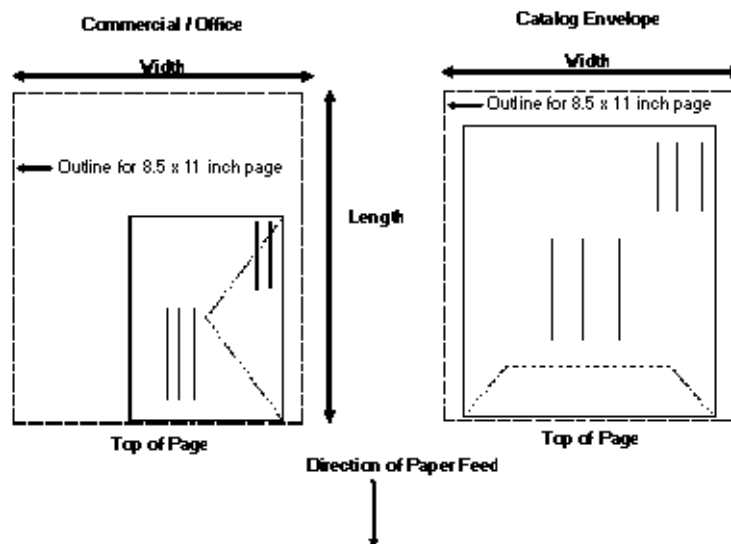 Commercial / Office
Catalog Envelope
Width
Width
Outline for 8.5 x 11 inch page
Outline for 8.5 x 11 inch page
Length
Top of Page
Top of Page
Direction of Paper Feed